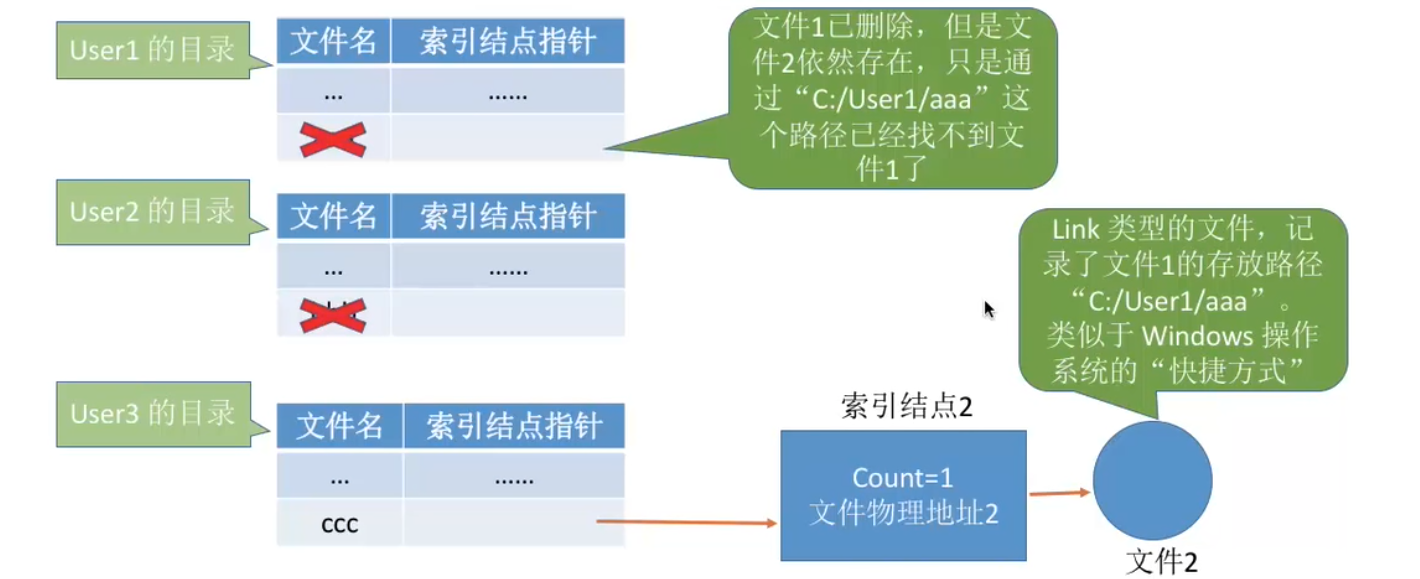 User1 的目录
文件名 索引结点指针
... ......
文件1已删除，但是文
件2依然存在，只是通
过“C:/User1/aaa”这
个路径已经找不到文
件1了
User2 的目录
文件名 索引结点指针
... ......
Link 类型的文件，记
录了文件1的存放路径
“C:/User1/aaa”。
类似于 Windows 操作
系统的“快捷方式”
User3 的目录
文件名 索引结点指针
... ......
ccc
索引结点2
Count=1
文件物理地址2
文件2